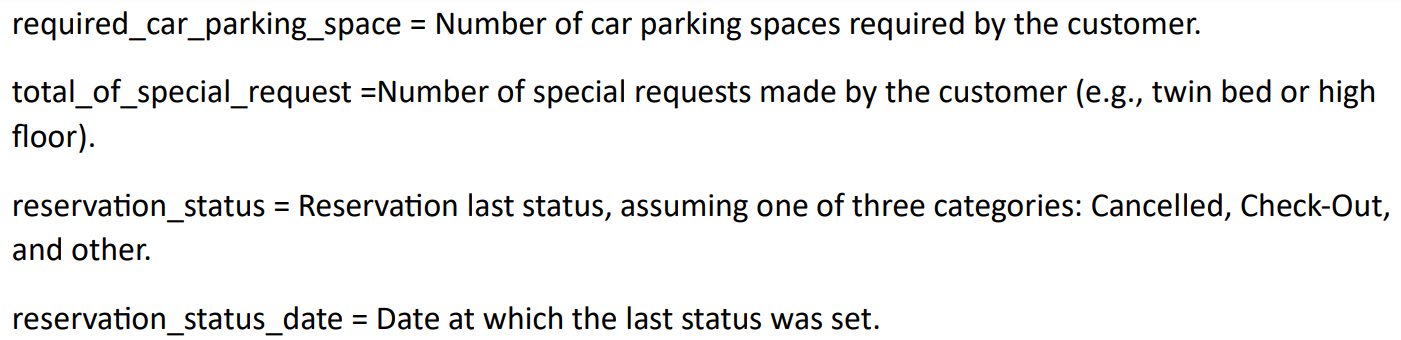 required_car_parking_space = Number of car parking spaces required by the customer.
total_of_special_request =Number of special requests made by the customer (e.g., twin bed or high
floor).
reservation_status = Reservation last status, assuming one of three categories: Cancelled, Check-Out,
and other.
reservation_status_date = Date at which the last status was set.